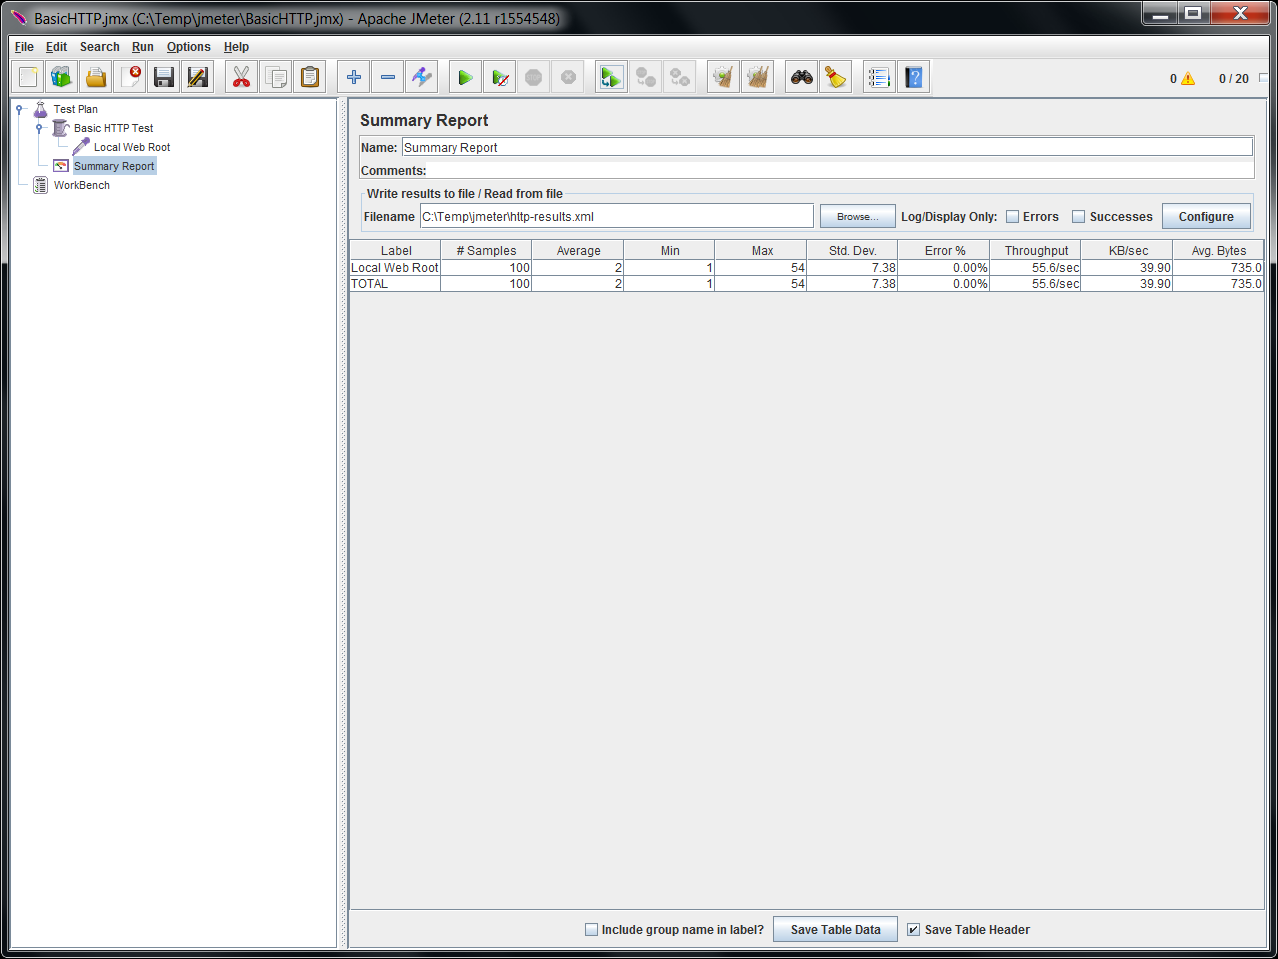 BasicHTTP.jmx (C:\Temp\jmeter\BasicHTTP.jmx) - Apache JMeter (2.11 r1554548)
File Edit Search Run Options Help
0 0 / 20
Test Plan
Basic HTTP Test
Local Web Root
Summary Report
WorkBench
Summary Report
Name: Summary Report
Comments:
Write results to file / Read from file
Filename C:\Temp\jmeter\http-results.xml Browse... Log/Display Only: Errors Successes Configure
Label # Samples Average Min Max Std. Dev. Error % Throughput KB/sec Avg. Bytes
Local Web Root 100 2 1 54 7.38 0.00% 55.6/sec 39.90 735.0
TOTAL 100 2 1 54 7.38 0.00% 55.6/sec 39.90 735.0
Include group name in label? Save Table Data Save Table Header